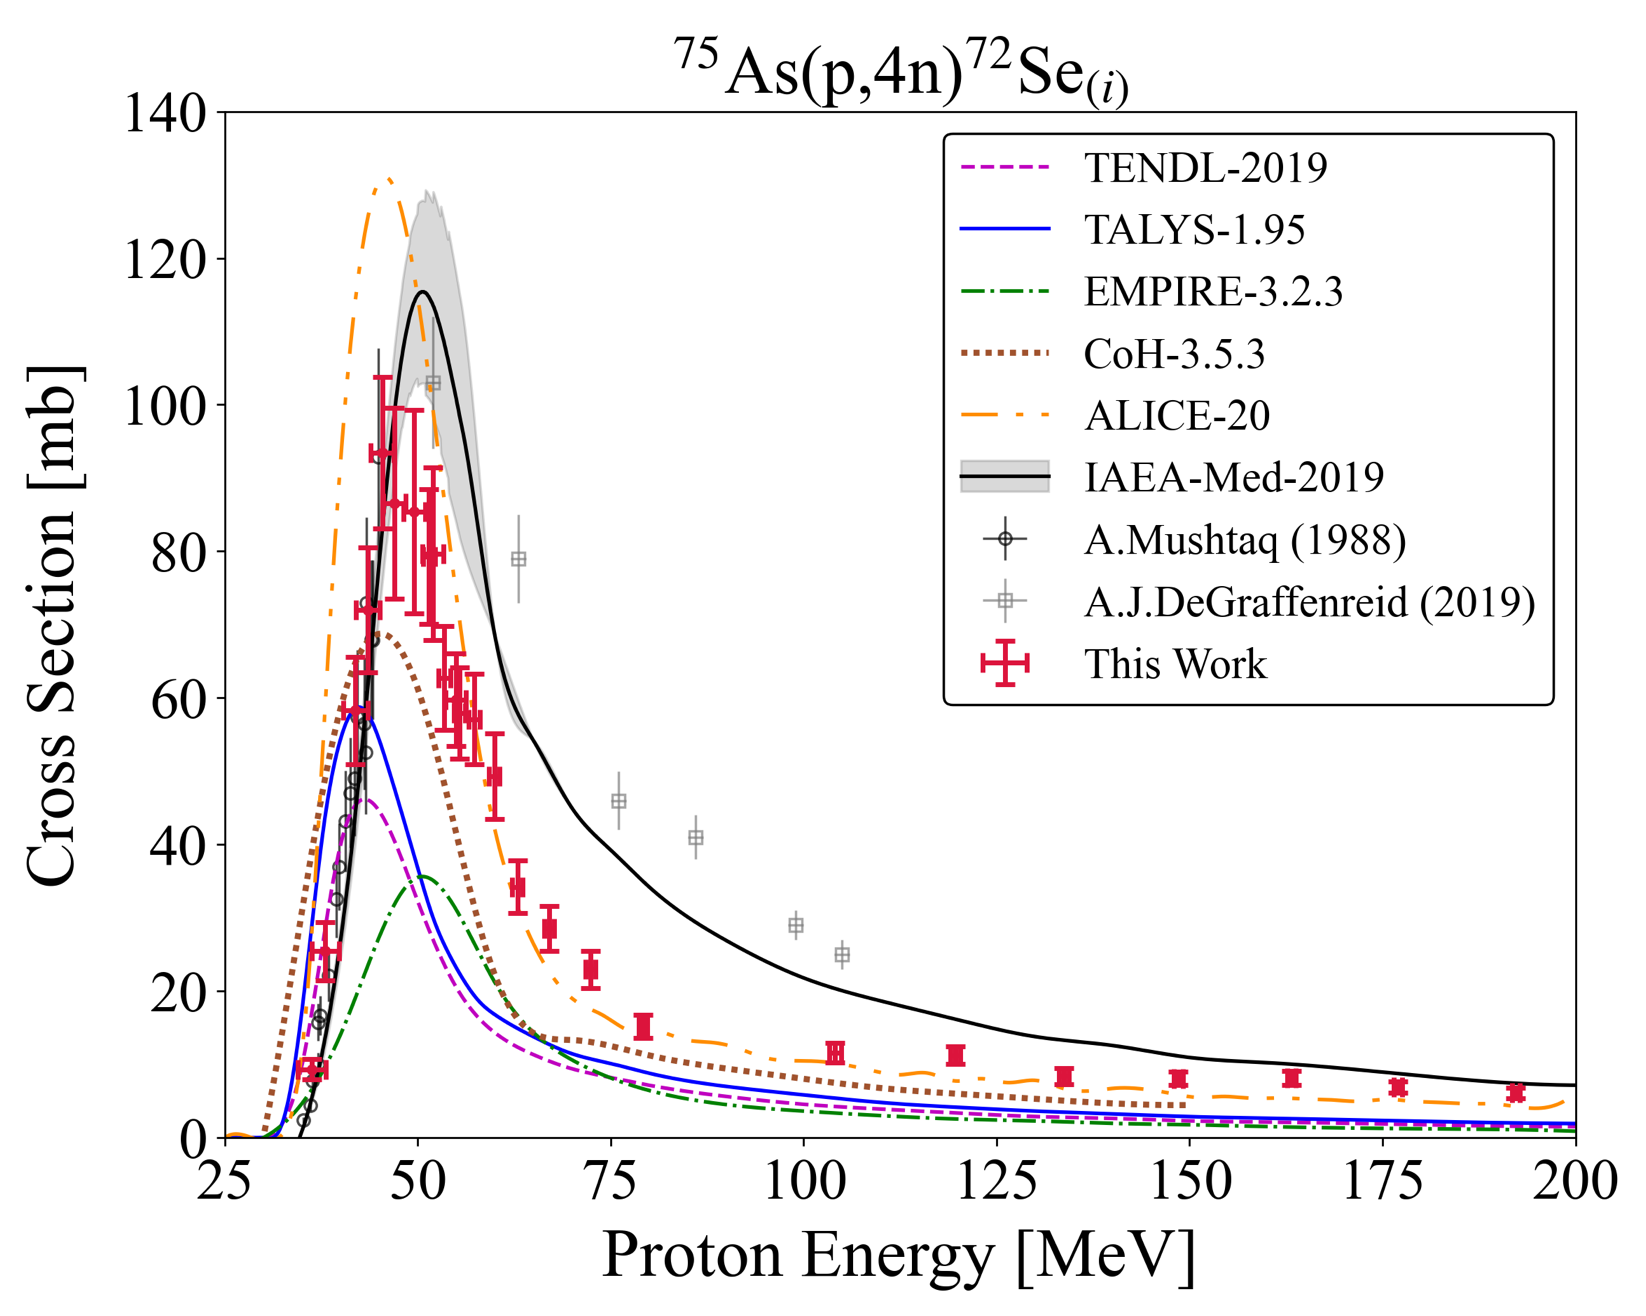 ⁷⁵As(p,4n)⁷²Se₍ᵢ₎
140
120
100
80
60
40
20
0
Cross Section [mb]
TENDL-2019
TALYS-1.95
EMPIRE-3.2.3
CoH-3.5.3
ALICE-20
IAEA-Med-2019
A.Mushtaq (1988)
A.J.DeGraffenreid (2019)
This Work
25 50 75 100 125 150 175 200
Proton Energy [MeV]